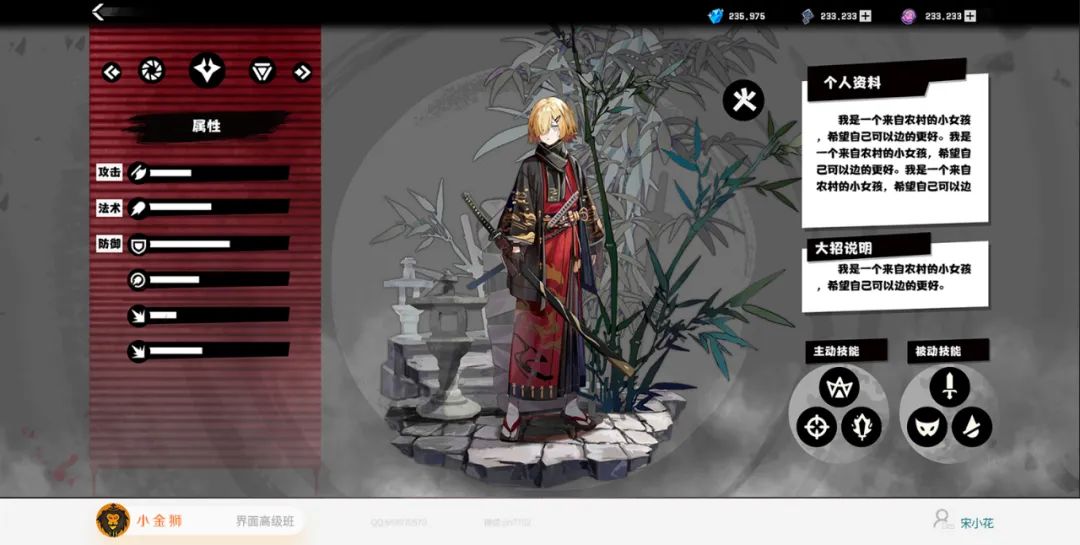 235,975
233,233
233,233
属性
攻击
法术
防御
个人资料
我是一个来自农村的小女孩
，希望自己可以边的更好。我是
一个来自农村的小女孩，希望自
己可以边的更好。我是一个来自
农村的小女孩，希望自己可以边
大招说明
我是一个来自农村的小女孩
，希望自己可以边的更好。
主动技能
被动技能
小金狮
界面高级班
宋小花